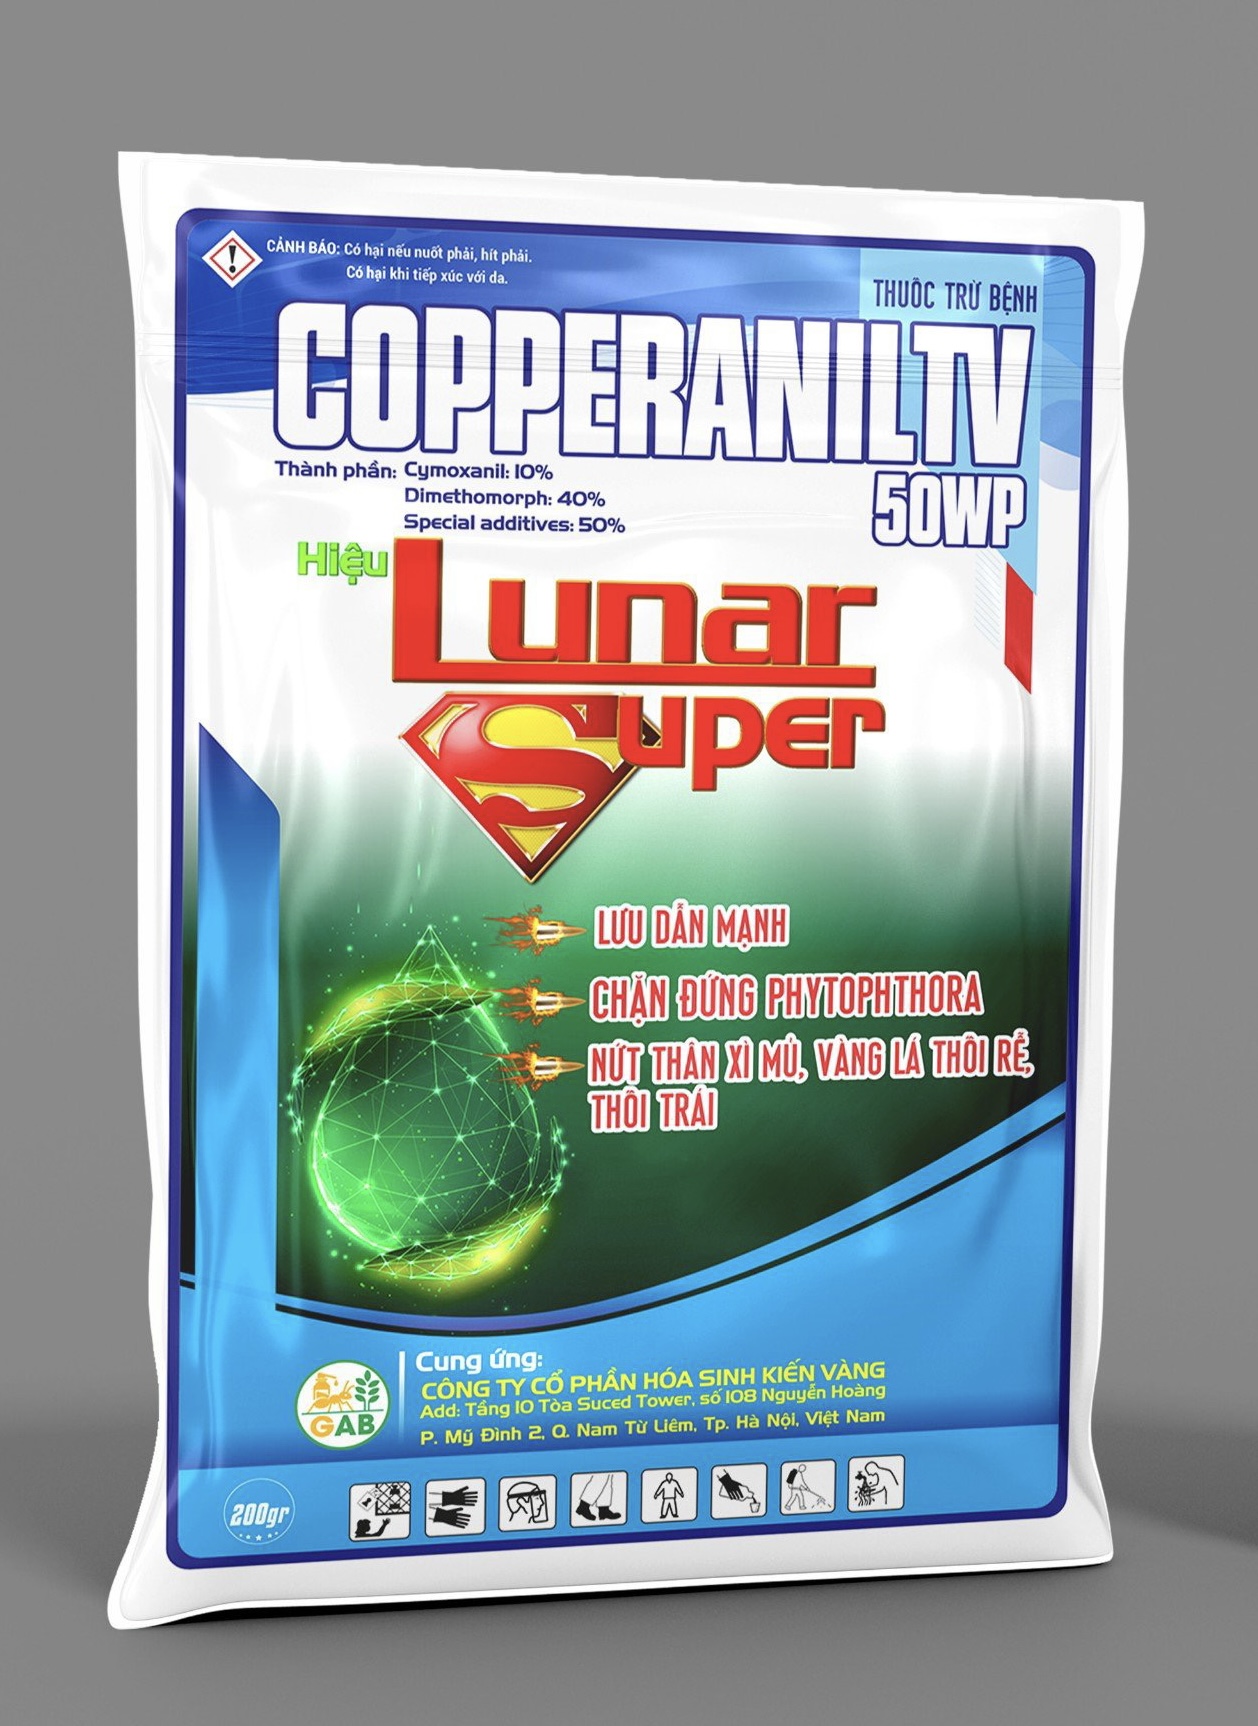 CẢNH BÁO: Có hại nếu nuốt phải, hít phải.
Có hại khi tiếp xúc với da.
THUỐC TRỪ BỆNH
COPPERANILTV
50WP
Thành phần: Cymoxanil: 10%
Dimethomorph: 40%
Special additives: 50%
Hiệu Lunar
Super
LƯU DẪN MẠNH
CHẶN ĐỨNG PHYTOPHTHORA
NỨT THÂN XÌ MỦ, VÀNG LÁ THỐI RỄ,
THỐI TRÁI
Cung ứng:
CÔNG TY CỔ PHẦN HÓA SINH KIẾN VÀNG
Add: Tầng 10 Tòa Suced Tower, số 108 Nguyễn Hoàng
P. Mỹ Đình 2, Q. Nam Từ Liêm, Tp. Hà Nội, Việt Nam
GAB
200gr